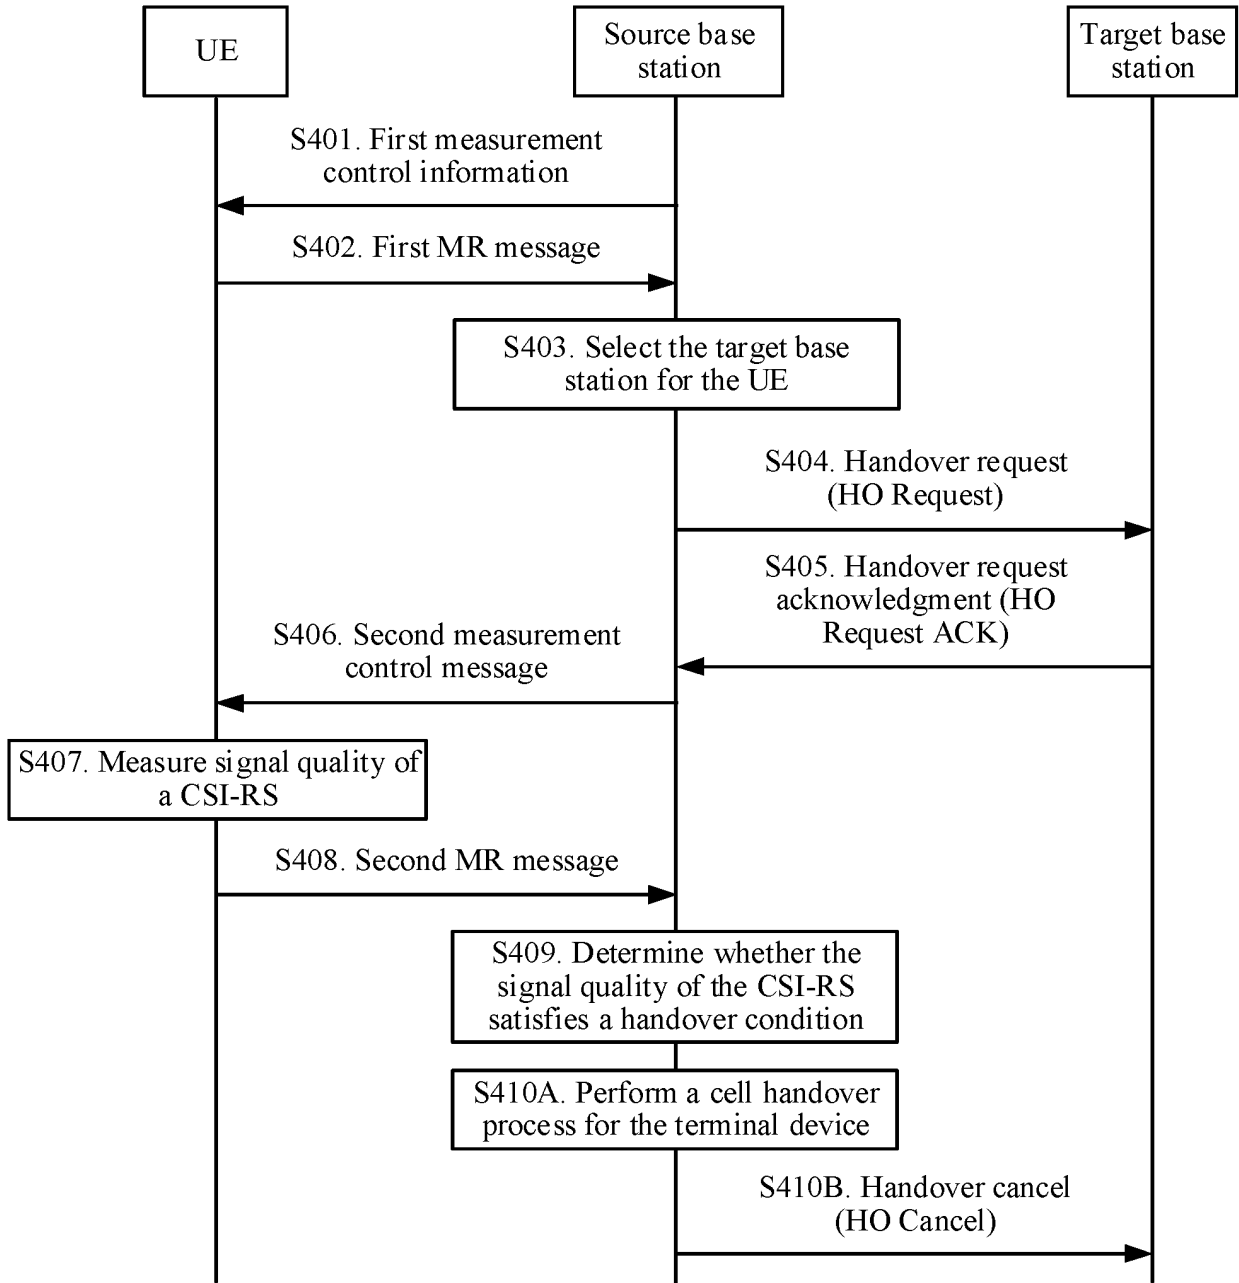 UE
Source base
station
Target base
station
S401. First measurement
control information
S402. First MR message
S403. Select the target base
station for the UE
S404. Handover request
(HO Request)
S405. Handover request
acknowledgment (HO
Request ACK)
S406. Second measurement
control message
S407. Measure signal quality of
a CSI-RS
S408. Second MR message
S409. Determine whether the
signal quality of the CSI-RS
satisfies a handover condition
S410A. Perform a cell handover
process for the terminal device
S410B. Handover cancel
(HO Cancel)